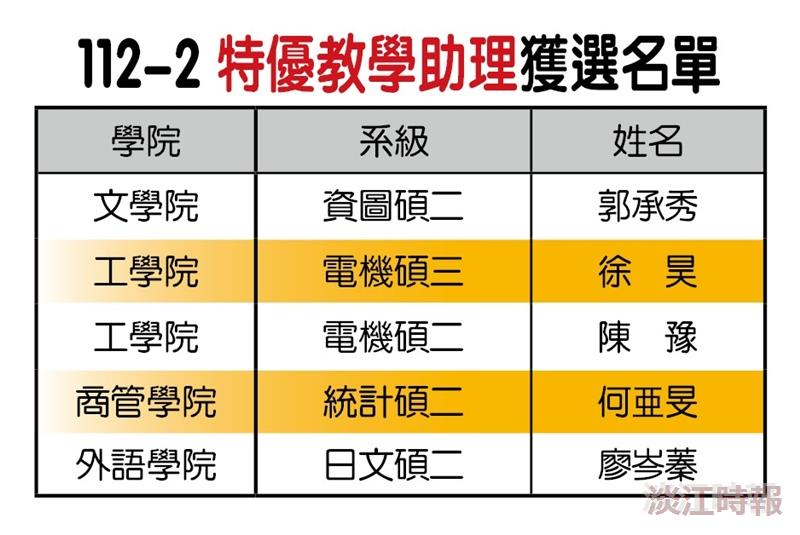 112-2 特優教學助理獲選名單
學院 系級 姓名
文學院 資圖碩二 郭承秀
工學院 電機碩三 徐 昊
工學院 電機碩二 陳 豫
商管學院 統計碩二 何亜旻
外語學院 日文碩二 廖岑蓁
淡江時報